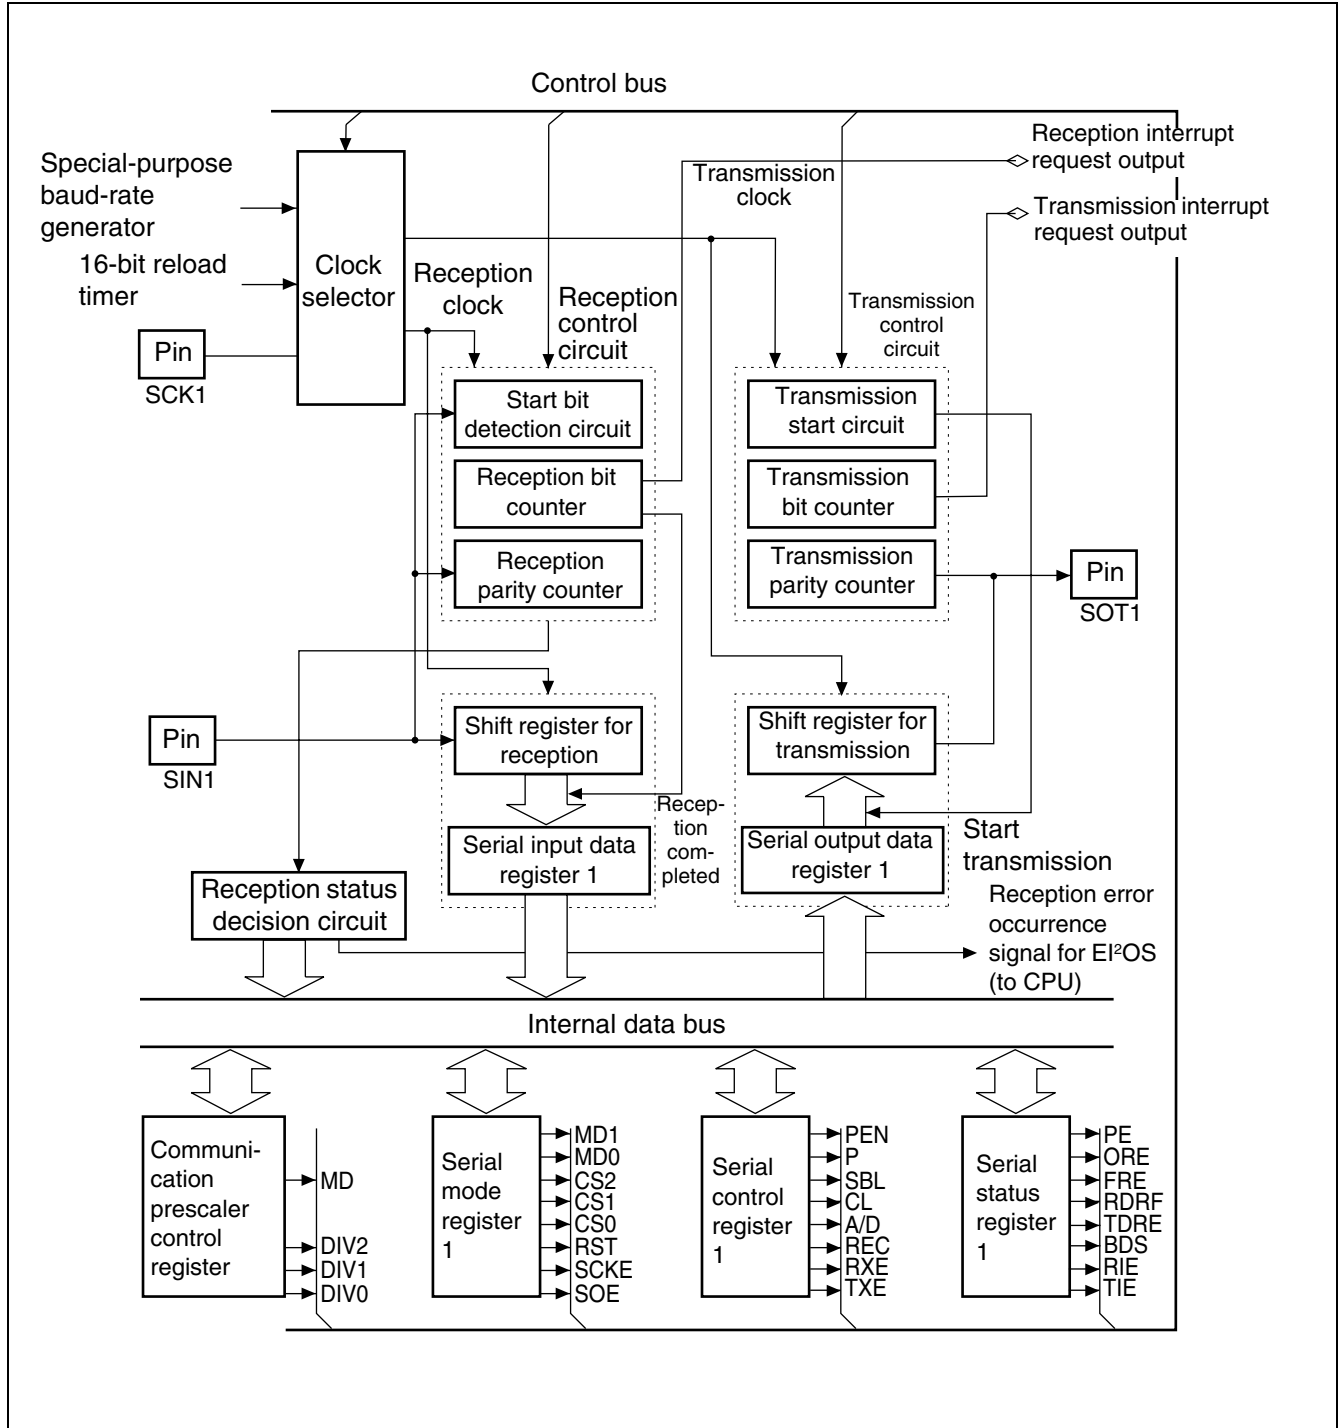 Control bus
Reception interrupt
request output
Transmission interrupt
request output
Special-purpose
baud-rate
generator
16-bit reload
timer
Pin
SCK1
Clock
selector
Transmission
clock
Reception
clock
Reception
control
circuit
Transmission
control
circuit
Start bit
detection circuit
Reception bit
counter
Reception
parity counter
Transmission
start circuit
Transmission
bit counter
Transmission
parity counter
Pin
SOT1
Pin
SIN1
Shift register for
reception
Shift register for
transmission
Recep-
tion
com-
pleted
Serial input data
register 1
Serial output data
register 1
Start
transmission
Reception status
decision circuit
Reception error
occurrence
signal for EI²OS
(to CPU)
Internal data bus
Communi-
cation
prescaler
control
register
MD
DIV2
DIV1
DIV0
Serial
mode
register
1
MD1
MD0
CS2
CS1
CS0
RST
SCKE
SOE
Serial
control
register
1
PEN
P
SBL
CL
A/D
REC
RXE
TXE
Serial
status
register
1
PE
ORE
FRE
RDRF
TDRE
BDS
RIE
TIE